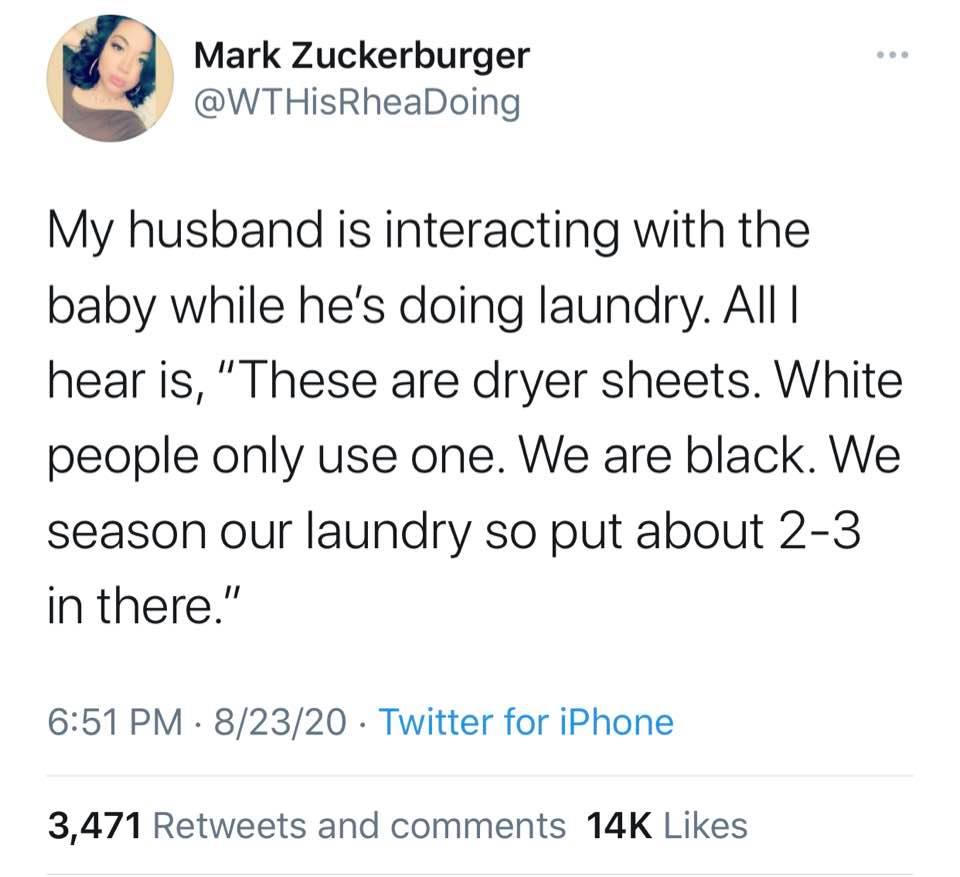 Mark Zuckerburger
@WTHisRheaDoing
My husband is interacting with the
baby while he's doing laundry. All I
hear is, "These are dryer sheets. White
people only use one. We are black. We
season our laundry so put about 2-3
in there."
6:51 PM · 8/23/20 · Twitter for iPhone
3,471 Retweets and comments 14K Likes